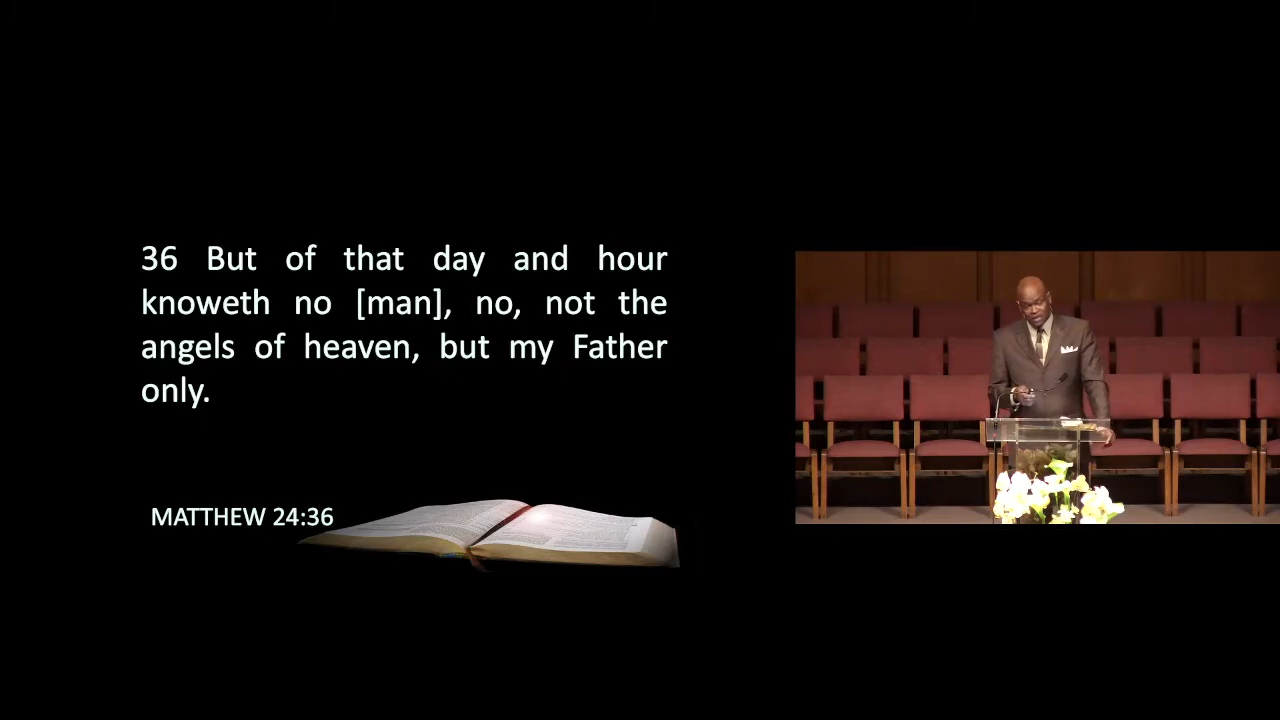 36 But of that day and hour
knoweth no [man], no, not the
angels of heaven, but my Father
only.
MATTHEW 24:36